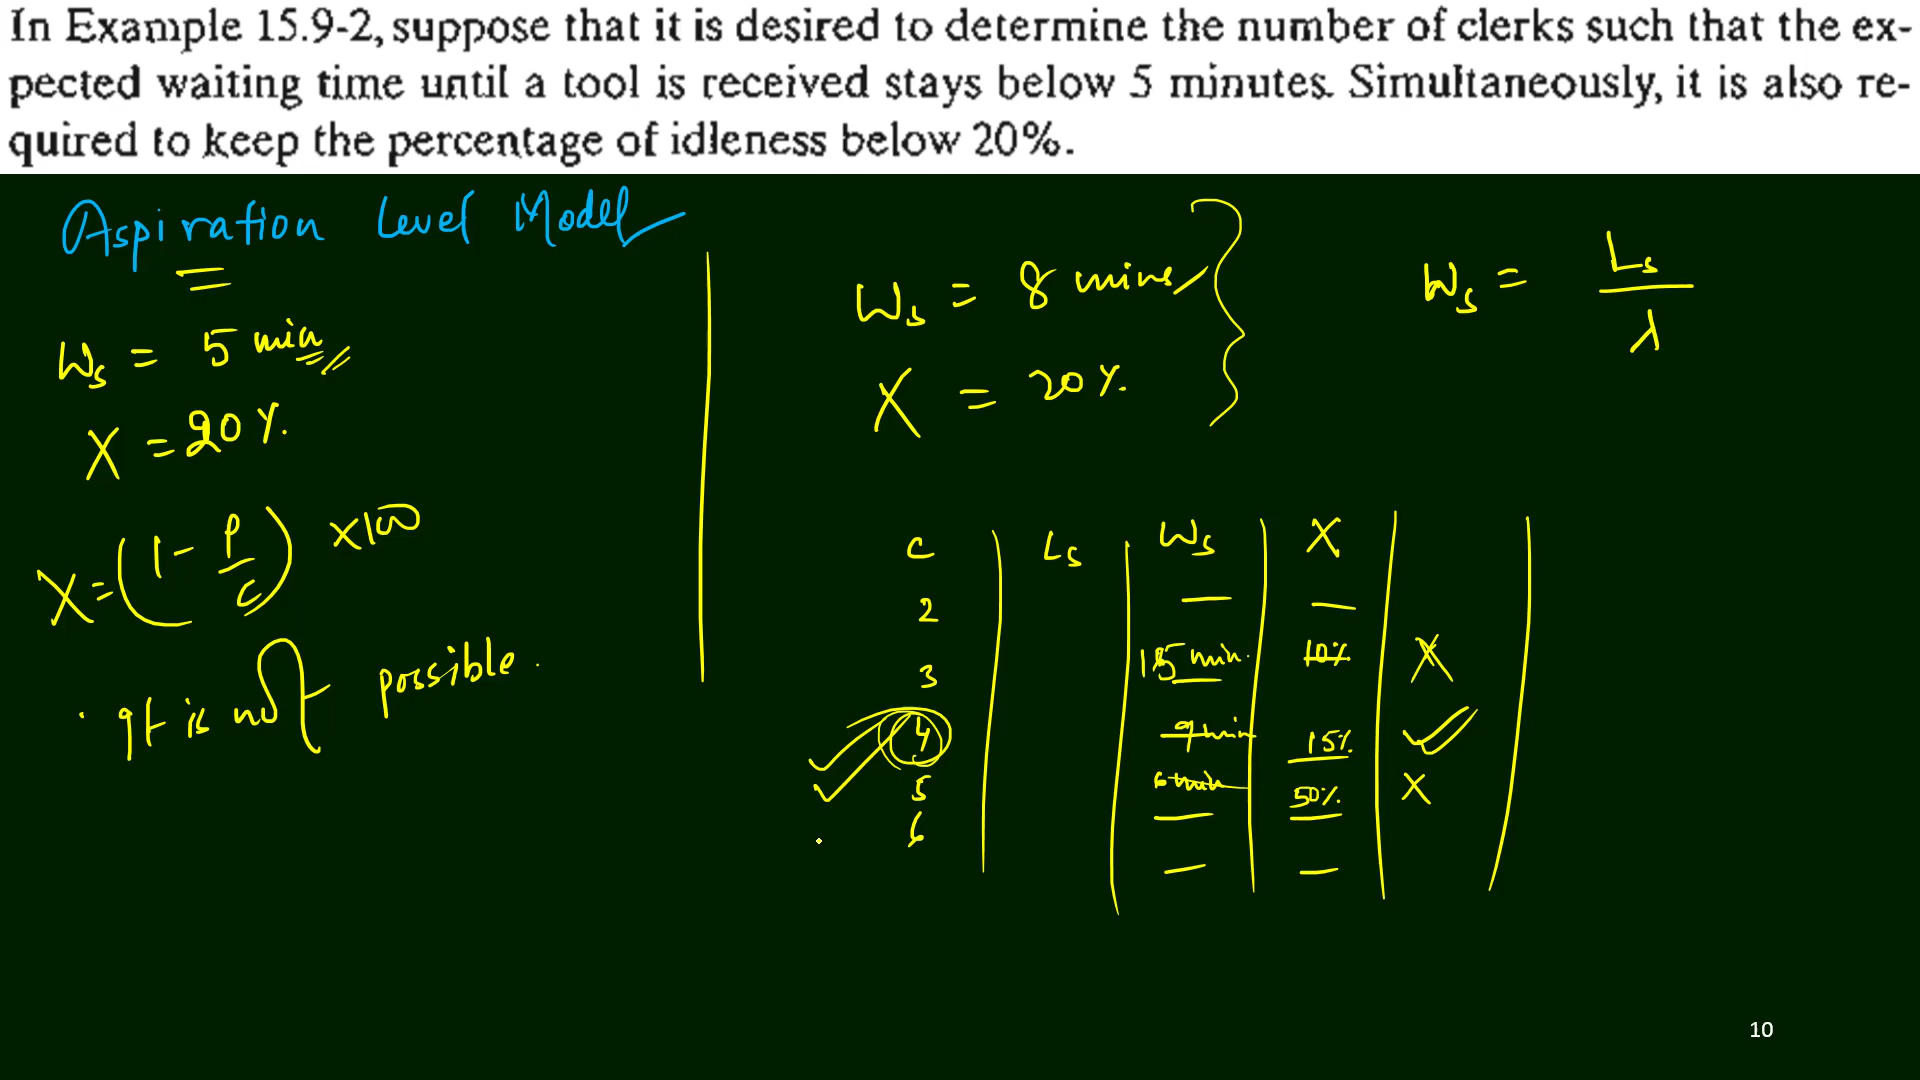 In Example 15.9-2, suppose that it is desired to determine the number of clerks such that the ex-
pected waiting time until a tool is received stays below 5 minutes. Simultaneously, it is also re-
quired to keep the percentage of idleness below 20%.
Aspiration Level Model
Ws = 5 min
X = 20 %.
X = (1 - ρ/c) × 100
It is not possible.
Ws = 8 mins
X = 20 %.
Ws = Ls / λ
c Ls Ws X
2 — —
3 15 min. 10% X
4 9 min 15% ✓
5 6 min 50% X
6 — —
10